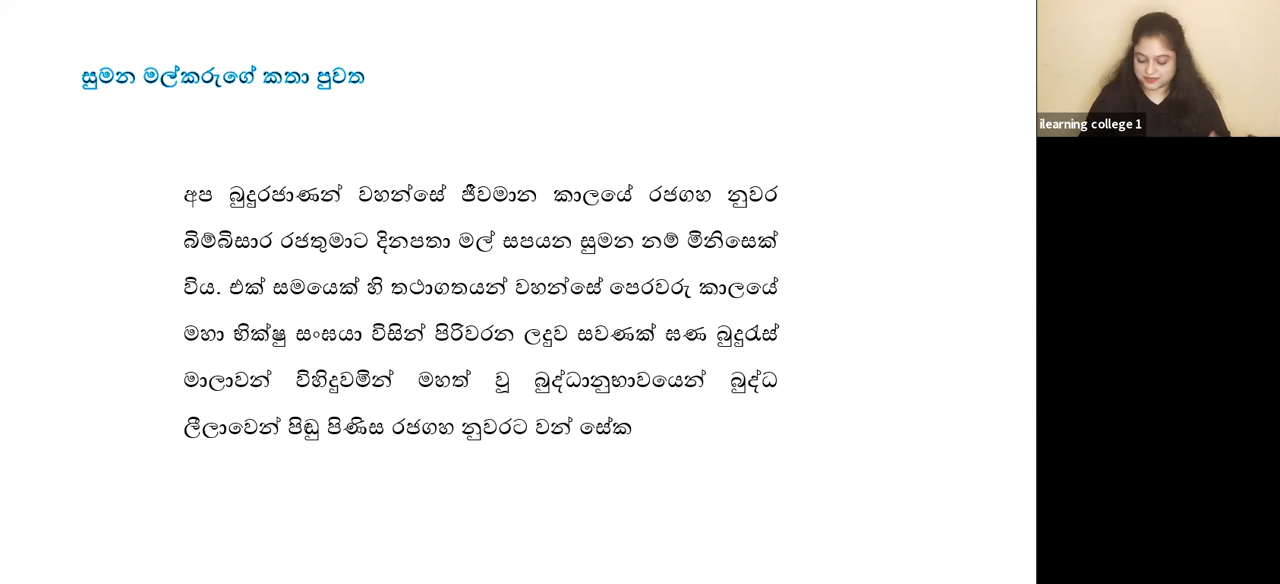 සුමන මල්කරුගේ කතා පුවත
අප බුදුරජාණන් වහන්සේ ජීවමාන කාලයේ රජගහ නුවර
බිම්බිසාර රජතුමාට දිනපතා මල් සපයන සුමන නම් මිනිසෙක්
විය. එක් සමයෙක් හි තථාගතයන් වහන්සේ පෙරවරු කාලයේ
මහා භික්ෂු සංඝයා විසින් පිරිවරන ලදුව සවණක් ඝණ බුදුරැස්
මාලාවන් විහිදුවමින් මහත් වූ බුද්ධානුභාවයෙන් බුද්ධ
ලීලාවෙන් පිඬු පිණිස රජගහ නුවරට වන් සේක
ilearning college 1